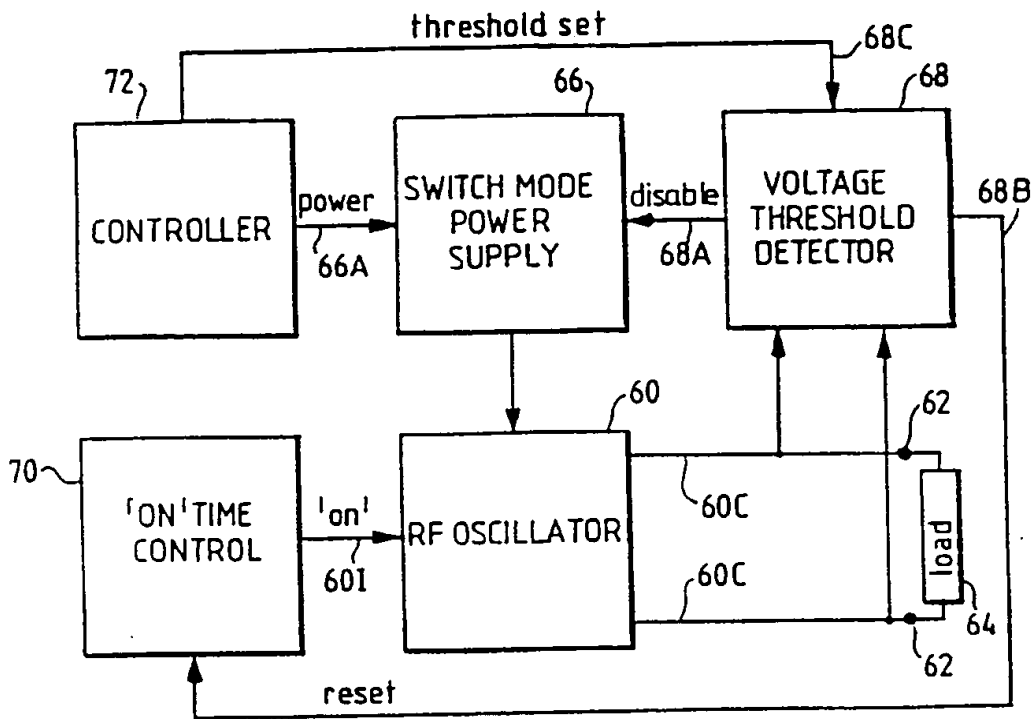 threshold set
68C
72
66
68
CONTROLLER
power
66A
SWITCH MODE
POWER
SUPPLY
disable
68A
VOLTAGE
THRESHOLD
DETECTOR
68B
60
62
70
'ON' TIME
CONTROL
'on'
60I
RF OSCILLATOR
60C
60C
load
64
62
reset